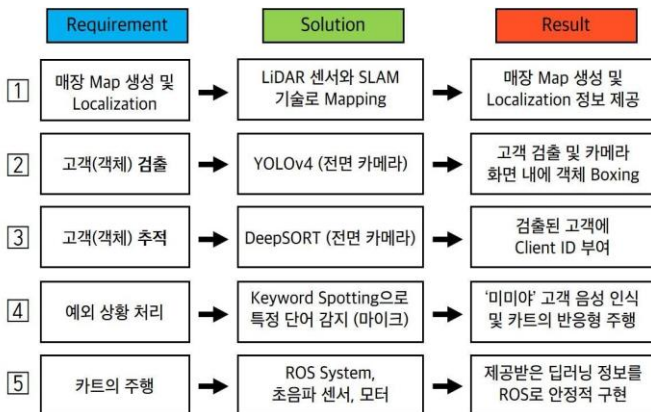 Requirement
Solution
Result
1
매장 Map 생성 및
Localization
LiDAR 센서와 SLAM
기술로 Mapping
매장 Map 생성 및
Localization 정보 제공
2
고객(객체) 검출
YOLOv4 (전면 카메라)
고객 검출 및 카메라
화면 내에 객체 Boxing
3
고객(객체) 추적
DeepSORT (전면 카메라)
검출된 고객에
Client ID 부여
4
예외 상황 처리
Keyword Spotting으로
특정 단어 감지 (마이크)
‘미미야’ 고객 음성 인식
및 카트의 반응형 주행
5
카트의 주행
ROS System,
초음파 센서, 모터
제공받은 딥러닝 정보를
ROS로 안정적 구현